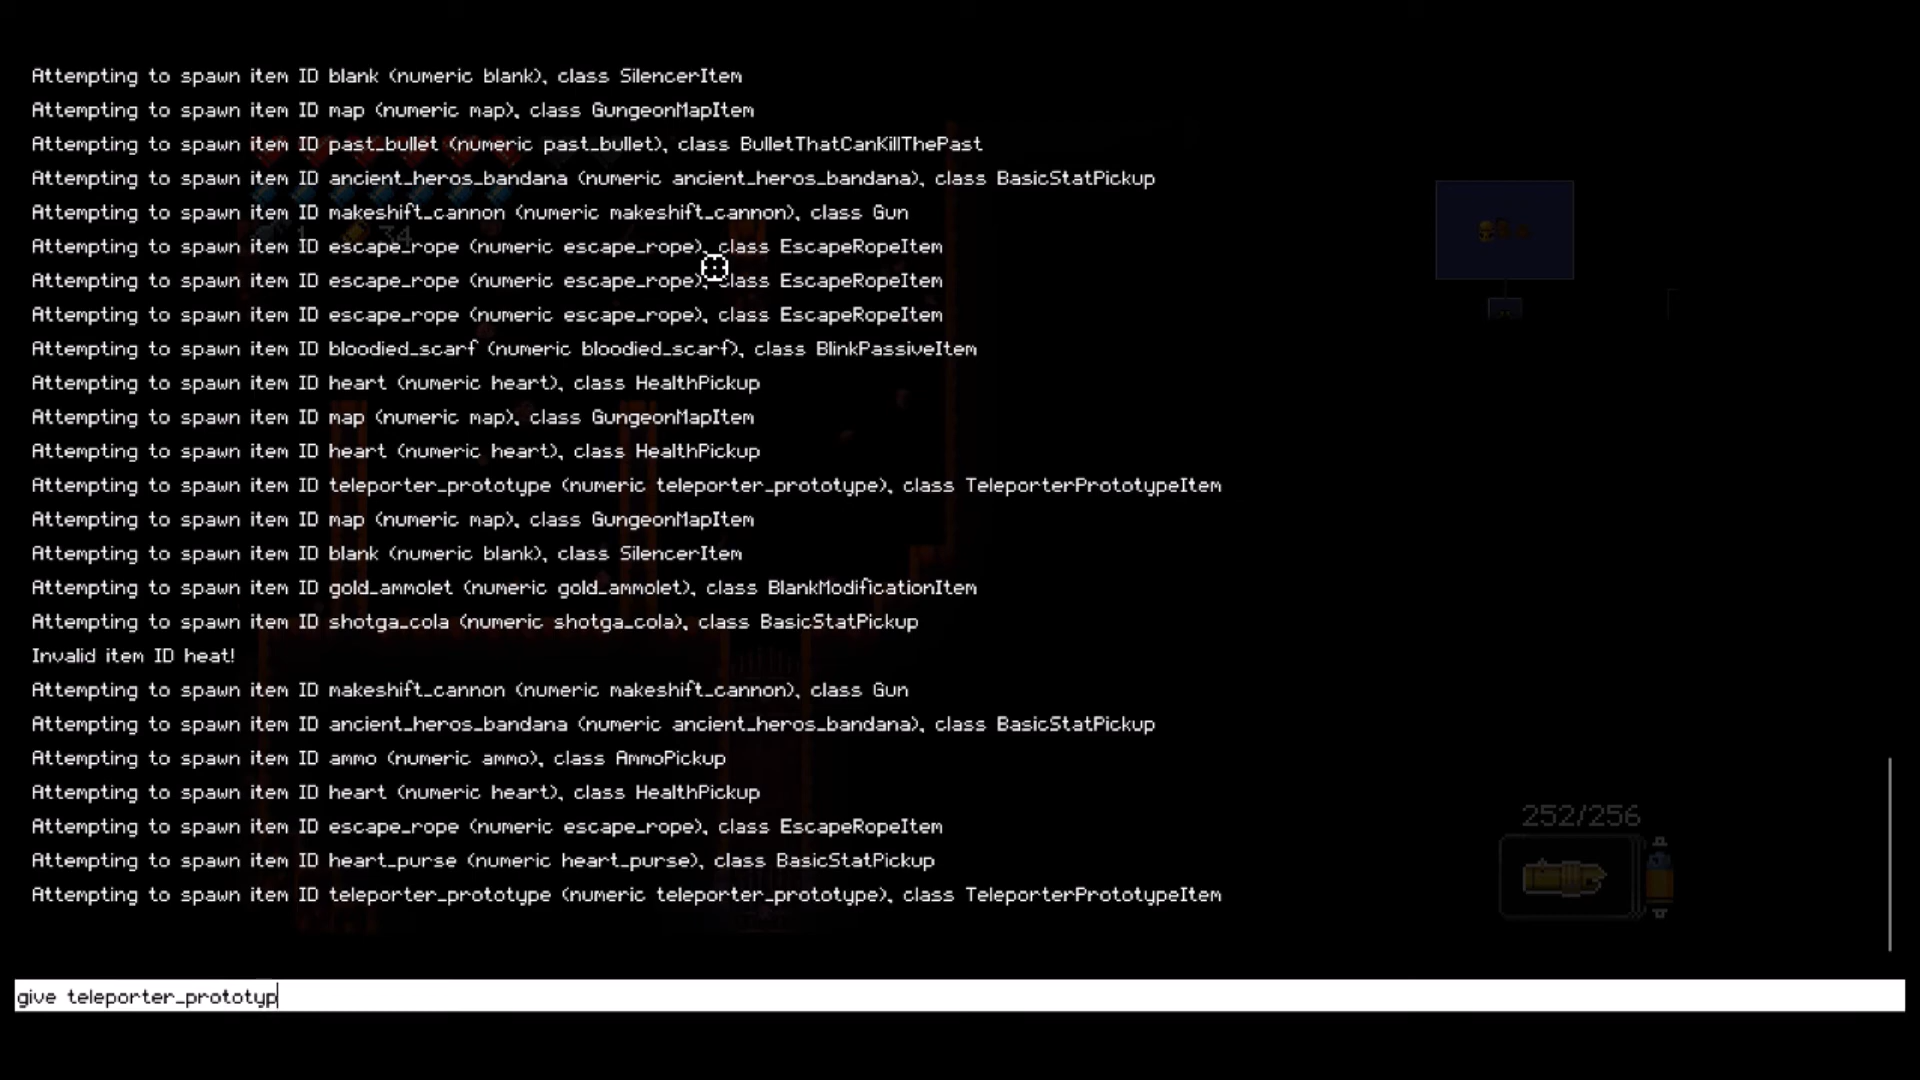 Attempting to spawn item ID blank (numeric blank), class SilencerItem
Attempting to spawn item ID map (numeric map), class GungeonMapItem
Attempting to spawn item ID past_bullet (numeric past_bullet), class BulletThatCanKillThePast
Attempting to spawn item ID ancient_heros_bandana (numeric ancient_heros_bandana), class BasicStatPickup
Attempting to spawn item ID makeshift_cannon (numeric makeshift_cannon), class Gun
1 34
Attempting to spawn item ID escape_rope (numeric escape_rope), class EscapeRopeItem
Attempting to spawn item ID escape_rope (numeric escape_rope), class EscapeRopeItem
Attempting to spawn item ID escape_rope (numeric escape_rope), class EscapeRopeItem
Attempting to spawn item ID bloodied_scarf (numeric bloodied_scarf), class BlinkPassiveItem
Attempting to spawn item ID heart (numeric heart), class HealthPickup
Attempting to spawn item ID map (numeric map), class GungeonMapItem
Attempting to spawn item ID heart (numeric heart), class HealthPickup
Attempting to spawn item ID teleporter_prototype (numeric teleporter_prototype), class TeleporterPrototypeItem
Attempting to spawn item ID map (numeric map), class GungeonMapItem
Attempting to spawn item ID blank (numeric blank), class SilencerItem
Attempting to spawn item ID gold_ammolet (numeric gold_ammolet), class BlankModificationItem
Attempting to spawn item ID shotga_cola (numeric shotga_cola), class BasicStatPickup
Invalid item ID heat!
Attempting to spawn item ID makeshift_cannon (numeric makeshift_cannon), class Gun
Attempting to spawn item ID ancient_heros_bandana (numeric ancient_heros_bandana), class BasicStatPickup
Attempting to spawn item ID ammo (numeric ammo), class AmmoPickup
Attempting to spawn item ID heart (numeric heart), class HealthPickup
252/256
Attempting to spawn item ID escape_rope (numeric escape_rope), class EscapeRopeItem
Attempting to spawn item ID heart_purse (numeric heart_purse), class BasicStatPickup
Attempting to spawn item ID teleporter_prototype (numeric teleporter_prototype), class TeleporterPrototypeItem
give teleporter_prototyp